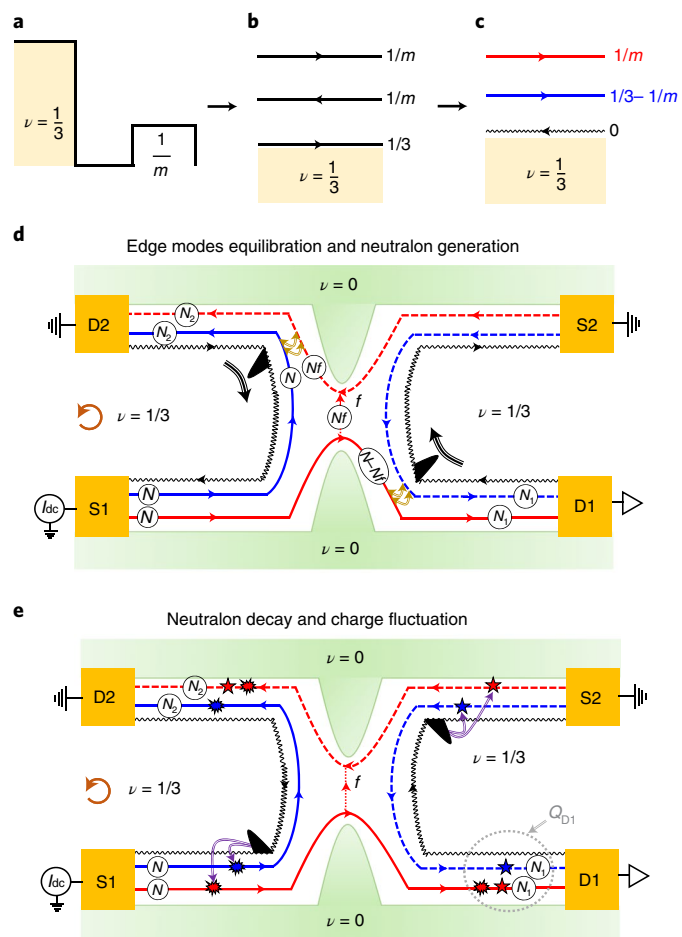 a
b
c
ν = 1/3
1/m
1/m
1/m
1/3
ν = 1/3
1/m
1/3– 1/m
0
ν = 1/3
d
Edge modes equilibration and neutralon generation
ν = 0
D2
N₂
N₂
S2
N
Nf
f
Nf
ν = 1/3
ν = 1/3
N–Nf
Idc
S1
N
N
N₁
N₁
D1
ν = 0
e
Neutralon decay and charge fluctuation
ν = 0
D2
N₂
N₂
S2
ν = 1/3
f
ν = 1/3
QD1
Idc
S1
N
N
N₁
N₁
D1
ν = 0